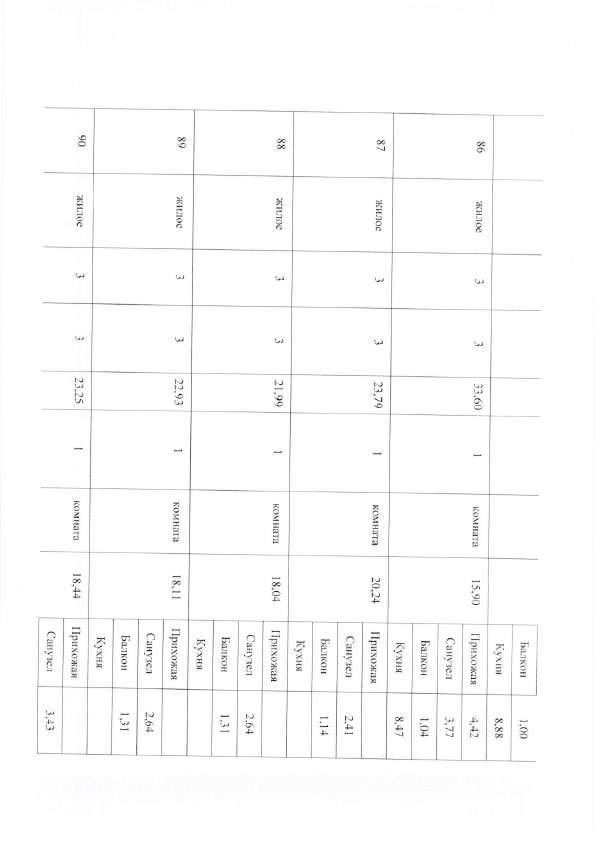 Балкон 1,00
Кухня 8,88
86 жилое 3 3 33,60 1 комната 15,90 Прихожая 4,42
Санузел 3,77
Балкон 1,04
Кухня 8,47
87 жилое 3 3 23,79 1 комната 20,24 Прихожая
Санузел 2,41
Балкон 1,14
Кухня
88 жилое 3 3 21,99 1 комната 18,04 Прихожая
Санузел 2,64
Балкон 1,31
Кухня
89 жилое 3 3 22,93 1 комната 18,11 Прихожая
Санузел 2,64
Балкон 1,31
Кухня
90 жилое 3 3 23,25 1 комната 18,44 Прихожая
Санузел 3,43